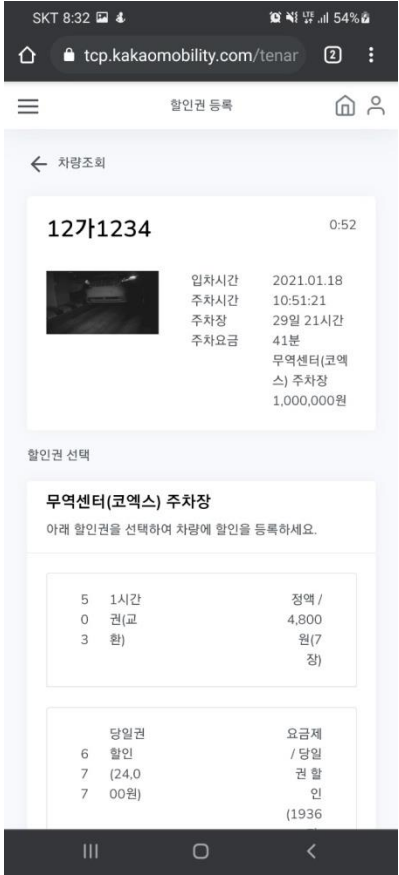 SKT 8:32 LTE 54%
tcp.kakaomobility.com/tenar 2
할인권 등록
차량조회
12가1234 0:52
입차시간 2021.01.18
주차시간 10:51:21
주차장 29일 21시간
주차요금 41분
무역센터(코엑
스) 주차장
1,000,000원
할인권 선택
무역센터(코엑스) 주차장
아래 할인권을 선택하여 차량에 할인을 등록하세요.
5 1시간 정액 /
0 권(교 4,800
3 환) 원(7
장)
당일권 요금제
6 할인 / 당일
7 (24,0 권 할
7 00원) 인
(1936